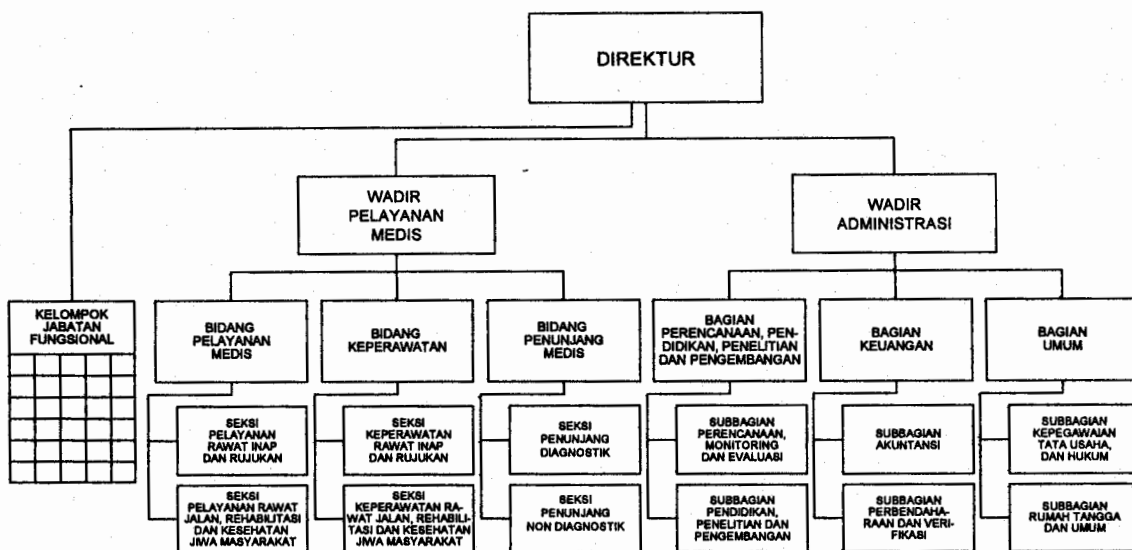 DIREKTUR
WADIR
PELAYANAN
MEDIS
WADIR
ADMINISTRASI
KELOMPOK
JABATAN
FUNGSIONAL
BIDANG
PELAYANAN
MEDIS
BIDANG
KEPERAWATAN
BIDANG
PENUNJANG
MEDIS
BAGIAN
PERENCANAAN, PEN-
DIDIKAN, PENELITIAN
DAN PENGEMBANGAN
BAGIAN
KEUANGAN
BAGIAN
UMUM
SEKSI
PELAYANAN
RAWAT INAP
DAN RUJUKAN
SEKSI
KEPERAWATAN
RAWAT INAP
DAN RUJUKAN
SEKSI
PENUNJANG
DIAGNOSTIK
SUBBAGIAN
PERENCANAAN,
MONITORING
DAN EVALUASI
SUBBAGIAN
AKUNTANSI
SUBBAGIAN
KEPEGAWAIAN
TATA USAHA,
DAN HUKUM
SEKSI
PELAYANAN RAWAT
JALAN, REHABILITASI
DAN KESEHATAN
JIWA MASYARAKAT
SEKSI
KEPERAWATAN RA-
WAT JALAN, REHABILI-
TASI DAN KESEHATAN
JIWA MASYARAKAT
SEKSI
PENUNJANG
NON DIAGNOSTIK
SUBBAGIAN
PENDIDIKAN,
PENELITIAN DAN
PENGEMBANGAN
SUBBAGIAN
PERBENDAHA-
RAAN DAN VERI-
FIKASI
SUBBAGIAN
RUMAH TANGGA
DAN UMUM